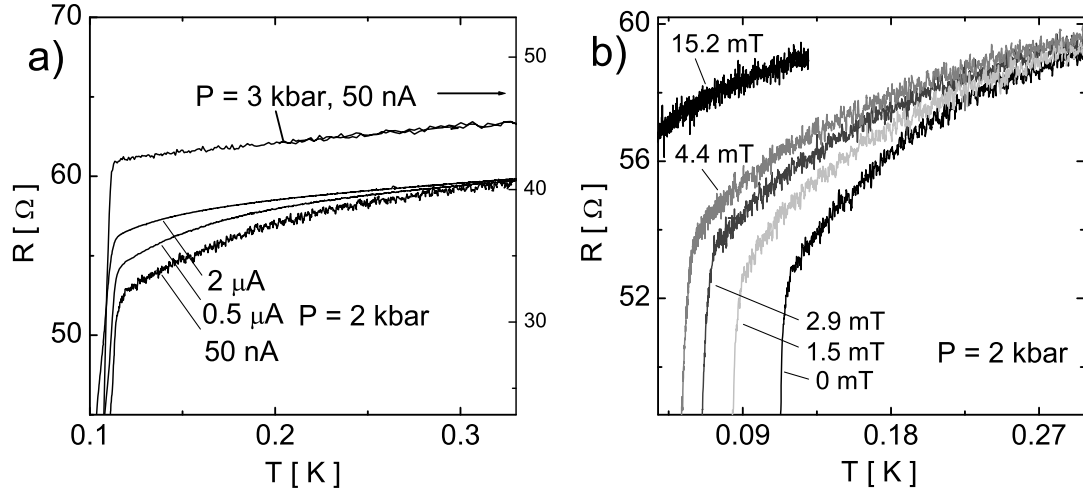 a)
70
60
50
R [ Ω ]
50
40
30
P = 3 kbar, 50 nA
2 μA
0.5 μA
P = 2 kbar
50 nA
0.1
0.2
0.3
T [ K ]
b)
60
56
52
R [ Ω ]
15.2 mT
4.4 mT
2.9 mT
1.5 mT
0 mT
P = 2 kbar
0.09
0.18
0.27
T [ K ]